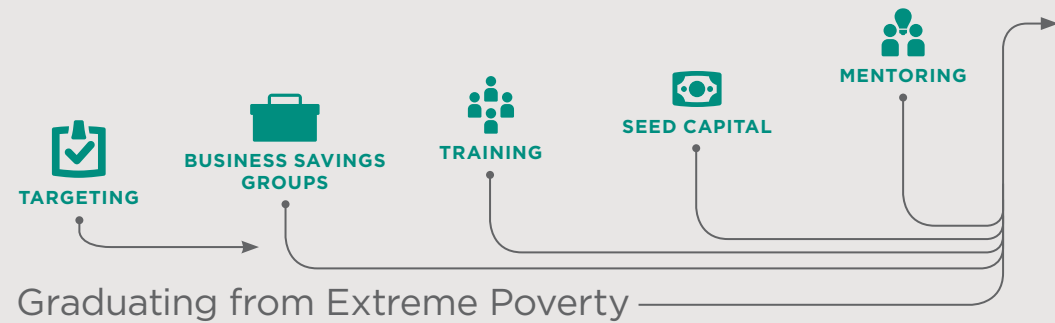 TARGETING
BUSINESS SAVINGS
GROUPS
TRAINING
SEED CAPITAL
MENTORING
Graduating from Extreme Poverty